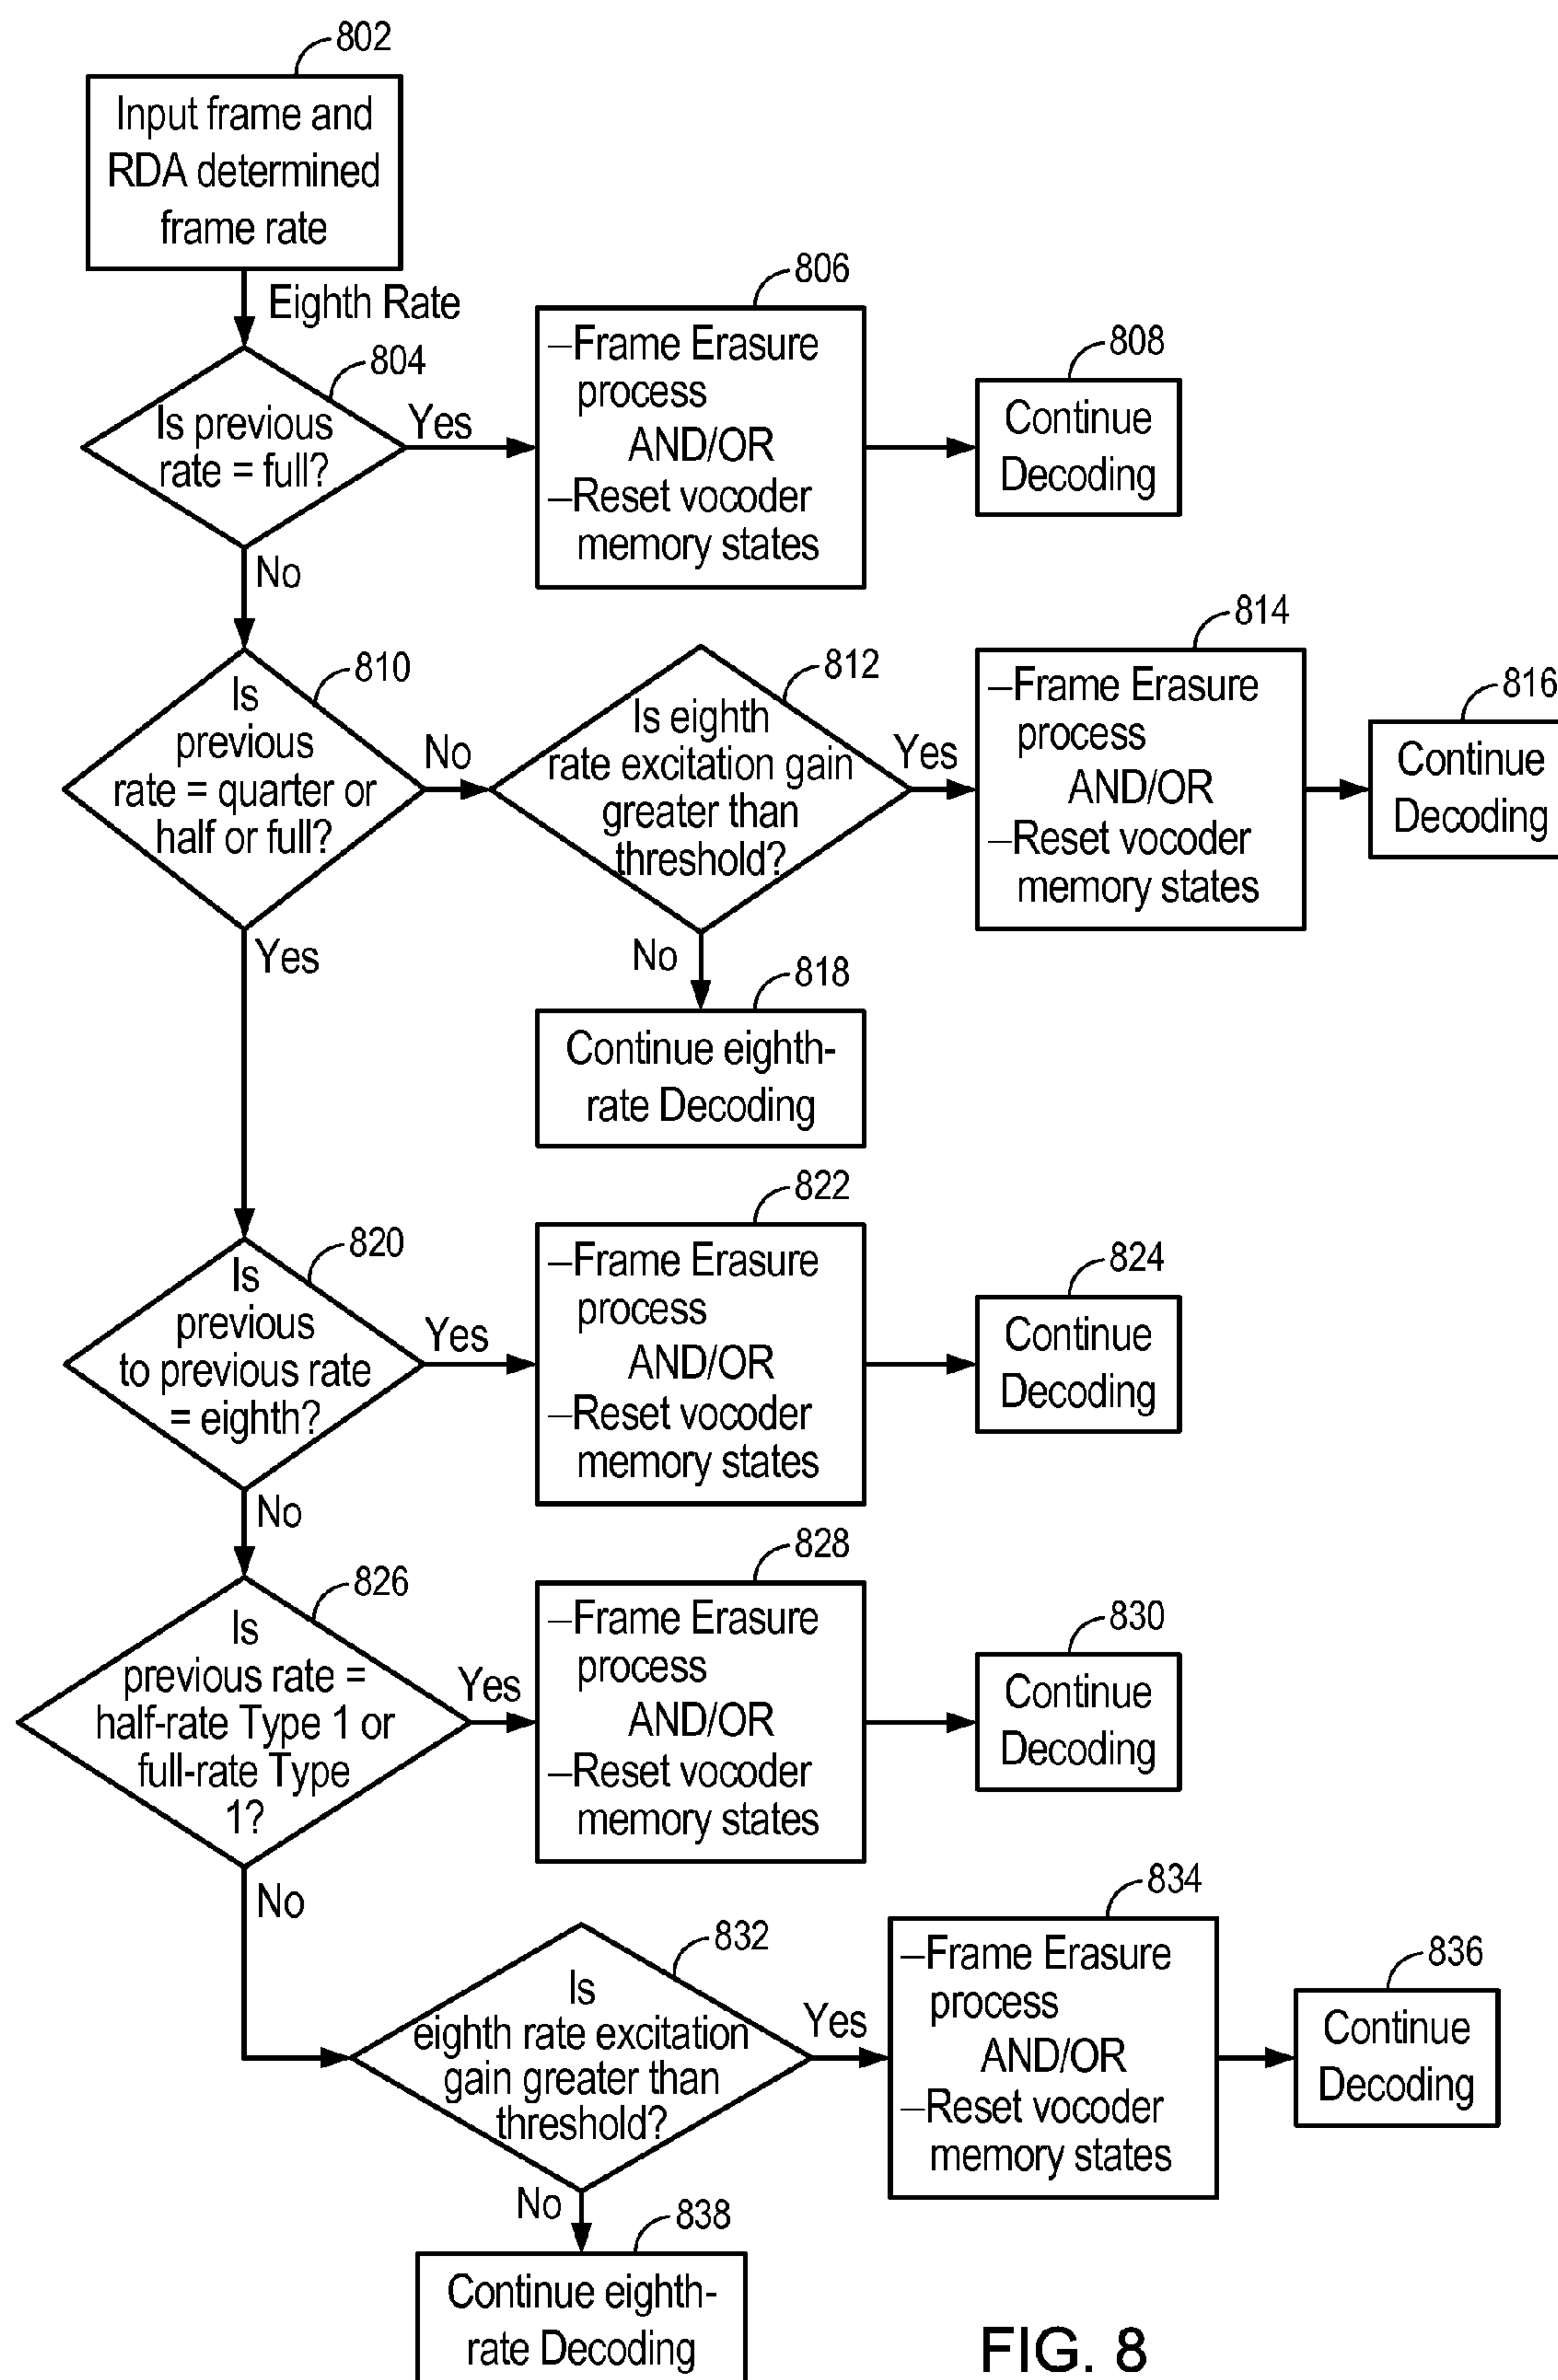 802
Input frame and
RDA determined
frame rate
Eighth Rate
804
Is previous
rate = full?
Yes
No
806
–Frame Erasure
process
AND/OR
–Reset vocoder
memory states
808
Continue
Decoding
810
Is
previous
rate = quarter or
half or full?
No
Yes
812
Is eighth
rate excitation gain
greater than
threshold?
Yes
No
814
–Frame Erasure
process
AND/OR
–Reset vocoder
memory states
816
Continue
Decoding
818
Continue eighth-
rate Decoding
820
Is
previous
to previous rate
= eighth?
Yes
No
822
–Frame Erasure
process
AND/OR
–Reset vocoder
memory states
824
Continue
Decoding
826
Is
previous rate =
half-rate Type 1 or
full-rate Type
1?
Yes
No
828
–Frame Erasure
process
AND/OR
–Reset vocoder
memory states
830
Continue
Decoding
832
Is
eighth rate excitation
gain greater than
threshold?
Yes
No
834
–Frame Erasure
process
AND/OR
–Reset vocoder
memory states
836
Continue
Decoding
838
Continue eighth-
rate Decoding
FIG. 8